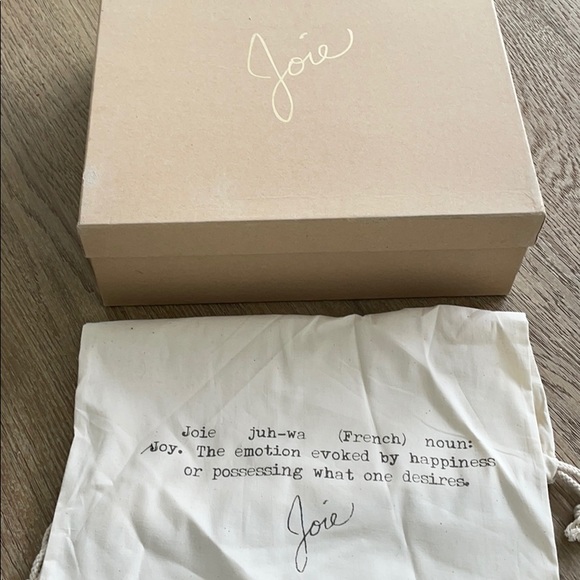 Joie
Joie juh-wa (French) noun:
Joy. The emotion evoked by happiness
or possessing what one desires.
Joie